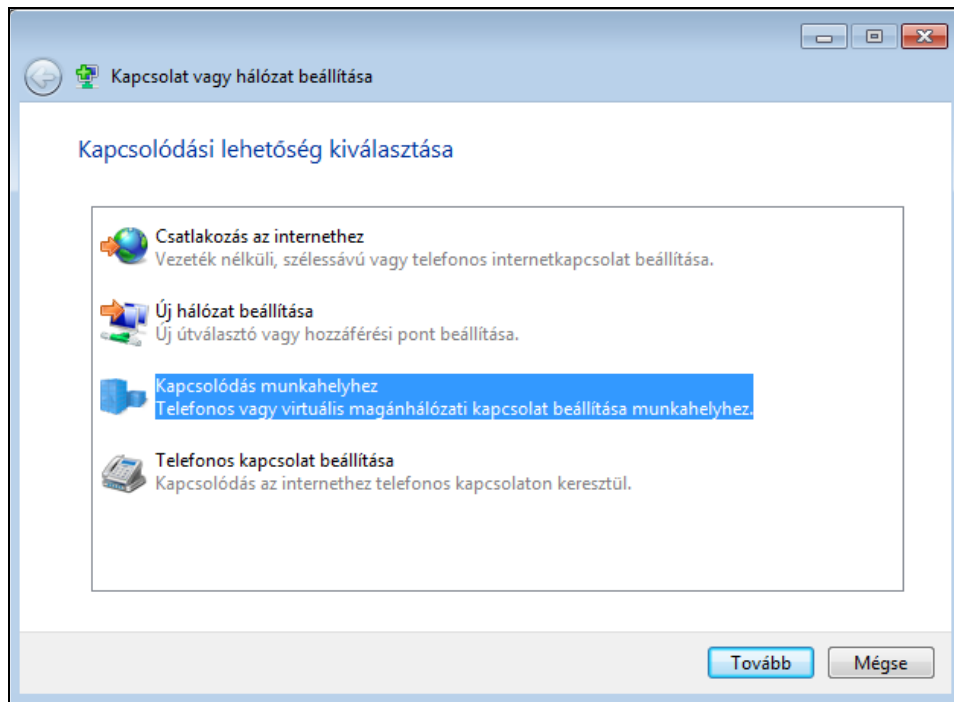 Kapcsolat vagy hálózat beállítása
Kapcsolódási lehetőség kiválasztása
Csatlakozás az internethez
Vezeték nélküli, szélessávú vagy telefonos internetkapcsolat beállítása.
Új hálózat beállítása
Új útválasztó vagy hozzáférési pont beállítása.
Kapcsolódás munkahelyhez
Telefonos vagy virtuális magánhálózati kapcsolat beállítása munkahelyhez.
Telefonos kapcsolat beállítása
Kapcsolódás az internethez telefonos kapcsolaton keresztül.
Tovább Mégse